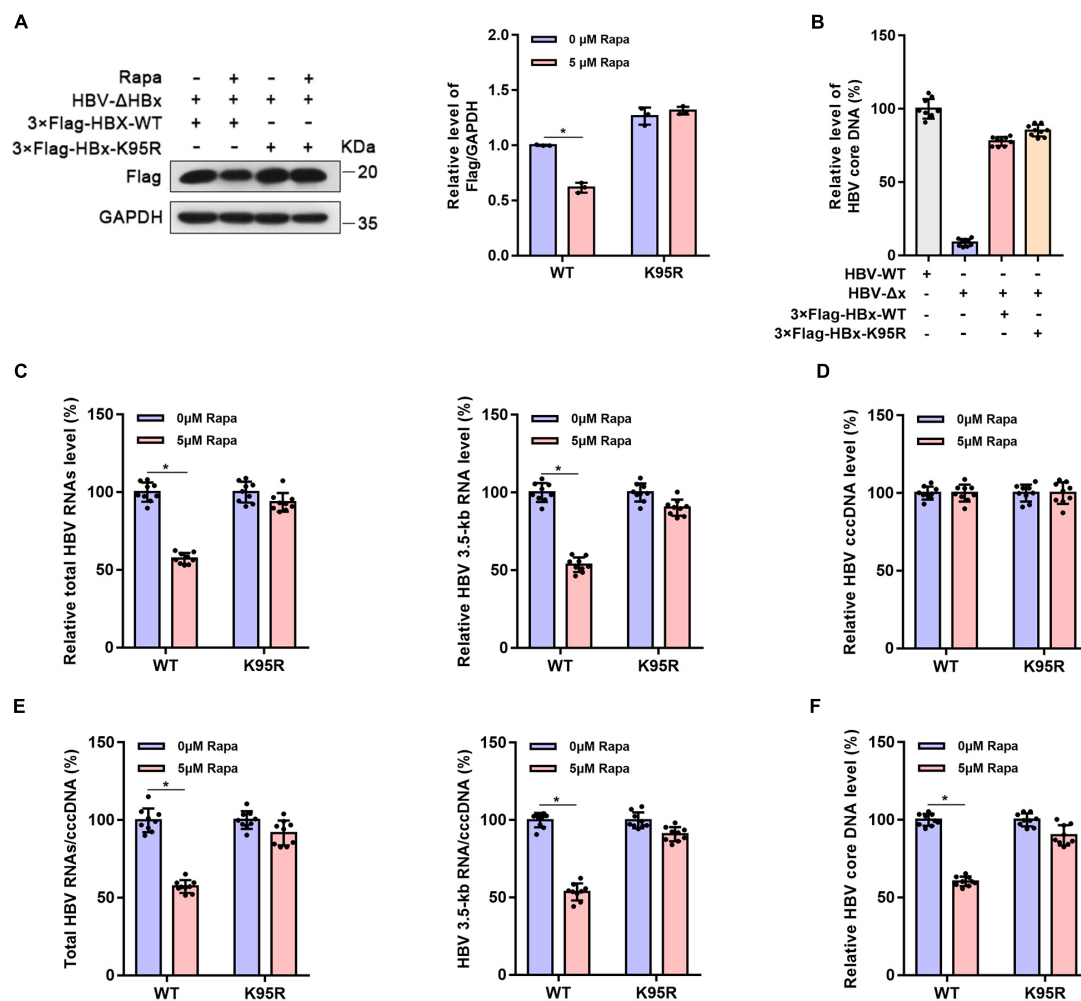 A
Rapa - + - +
HBV-ΔHBx + + + +
3×Flag-HBX-WT + + - -
3×Flag-HBx-K95R - - + + KDa
Flag
20
GAPDH
35
Relative level of
Flag/GAPDH
2.0
1.5
1.0
0.5
0.0
0 μM Rapa
5 μM Rapa
*
WT K95R
B
Relative level of
HBV core DNA (%)
150
100
50
0
HBV-WT + - - -
HBV-Δx - + + +
3×Flag-HBx-WT - - + -
3×Flag-HBx-K95R - - - +
C
Relative total HBV RNAs level (%)
150
100
50
0
0μM Rapa
5μM Rapa
*
WT K95R
Relative HBV 3.5-kb RNA level (%)
150
100
50
0
0μM Rapa
5μM Rapa
*
WT K95R
D
Relative HBV cccDNA level (%)
150
100
50
0
0μM Rapa
5μM Rapa
WT K95R
E
Total HBV RNAs/cccDNA (%)
150
100
50
0
0μM Rapa
5μM Rapa
*
WT K95R
HBV 3.5-kb RNA/cccDNA (%)
150
100
50
0
0μM Rapa
5μM Rapa
*
WT K95R
F
Relative HBV core DNA level (%)
150
100
50
0
0μM Rapa
5μM Rapa
*
WT K95R